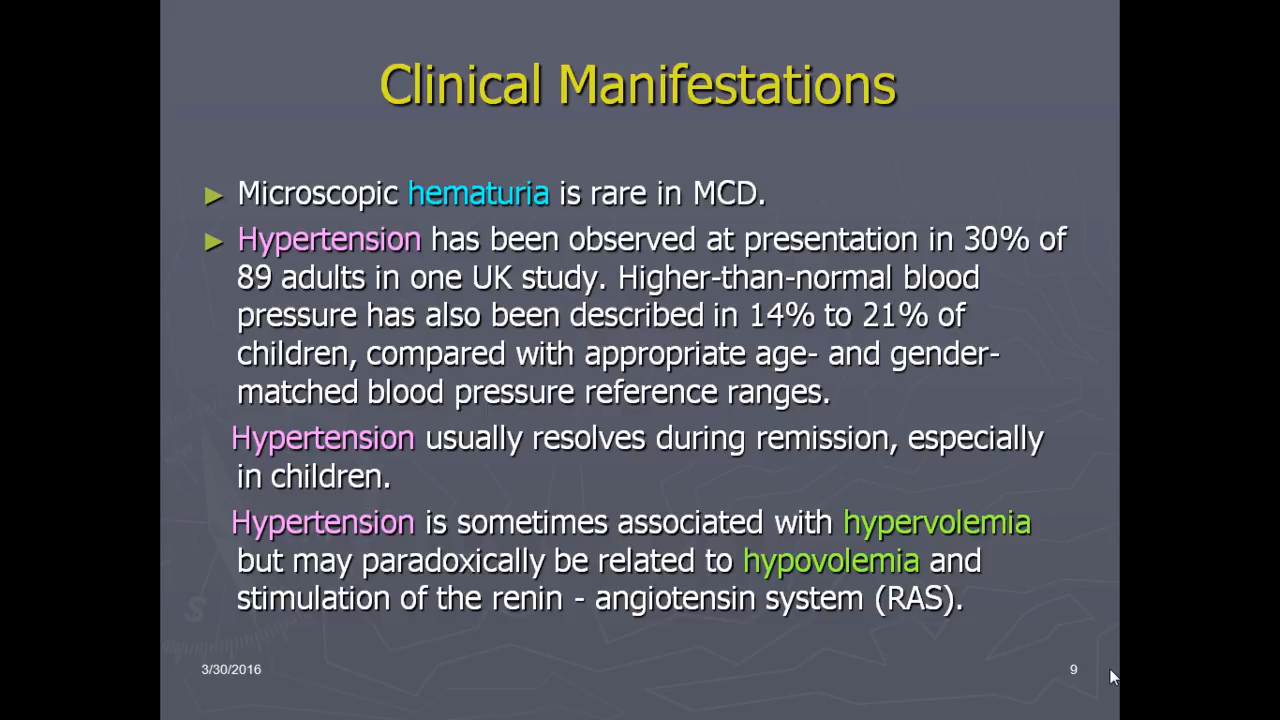 Clinical Manifestations
► Microscopic hematuria is rare in MCD.
► Hypertension has been observed at presentation in 30% of
89 adults in one UK study. Higher-than-normal blood
pressure has also been described in 14% to 21% of
children, compared with appropriate age- and gender-
matched blood pressure reference ranges.
Hypertension usually resolves during remission, especially
in children.
Hypertension is sometimes associated with hypervolemia
but may paradoxically be related to hypovolemia and
stimulation of the renin - angiotensin system (RAS).
S
3/30/2016 9